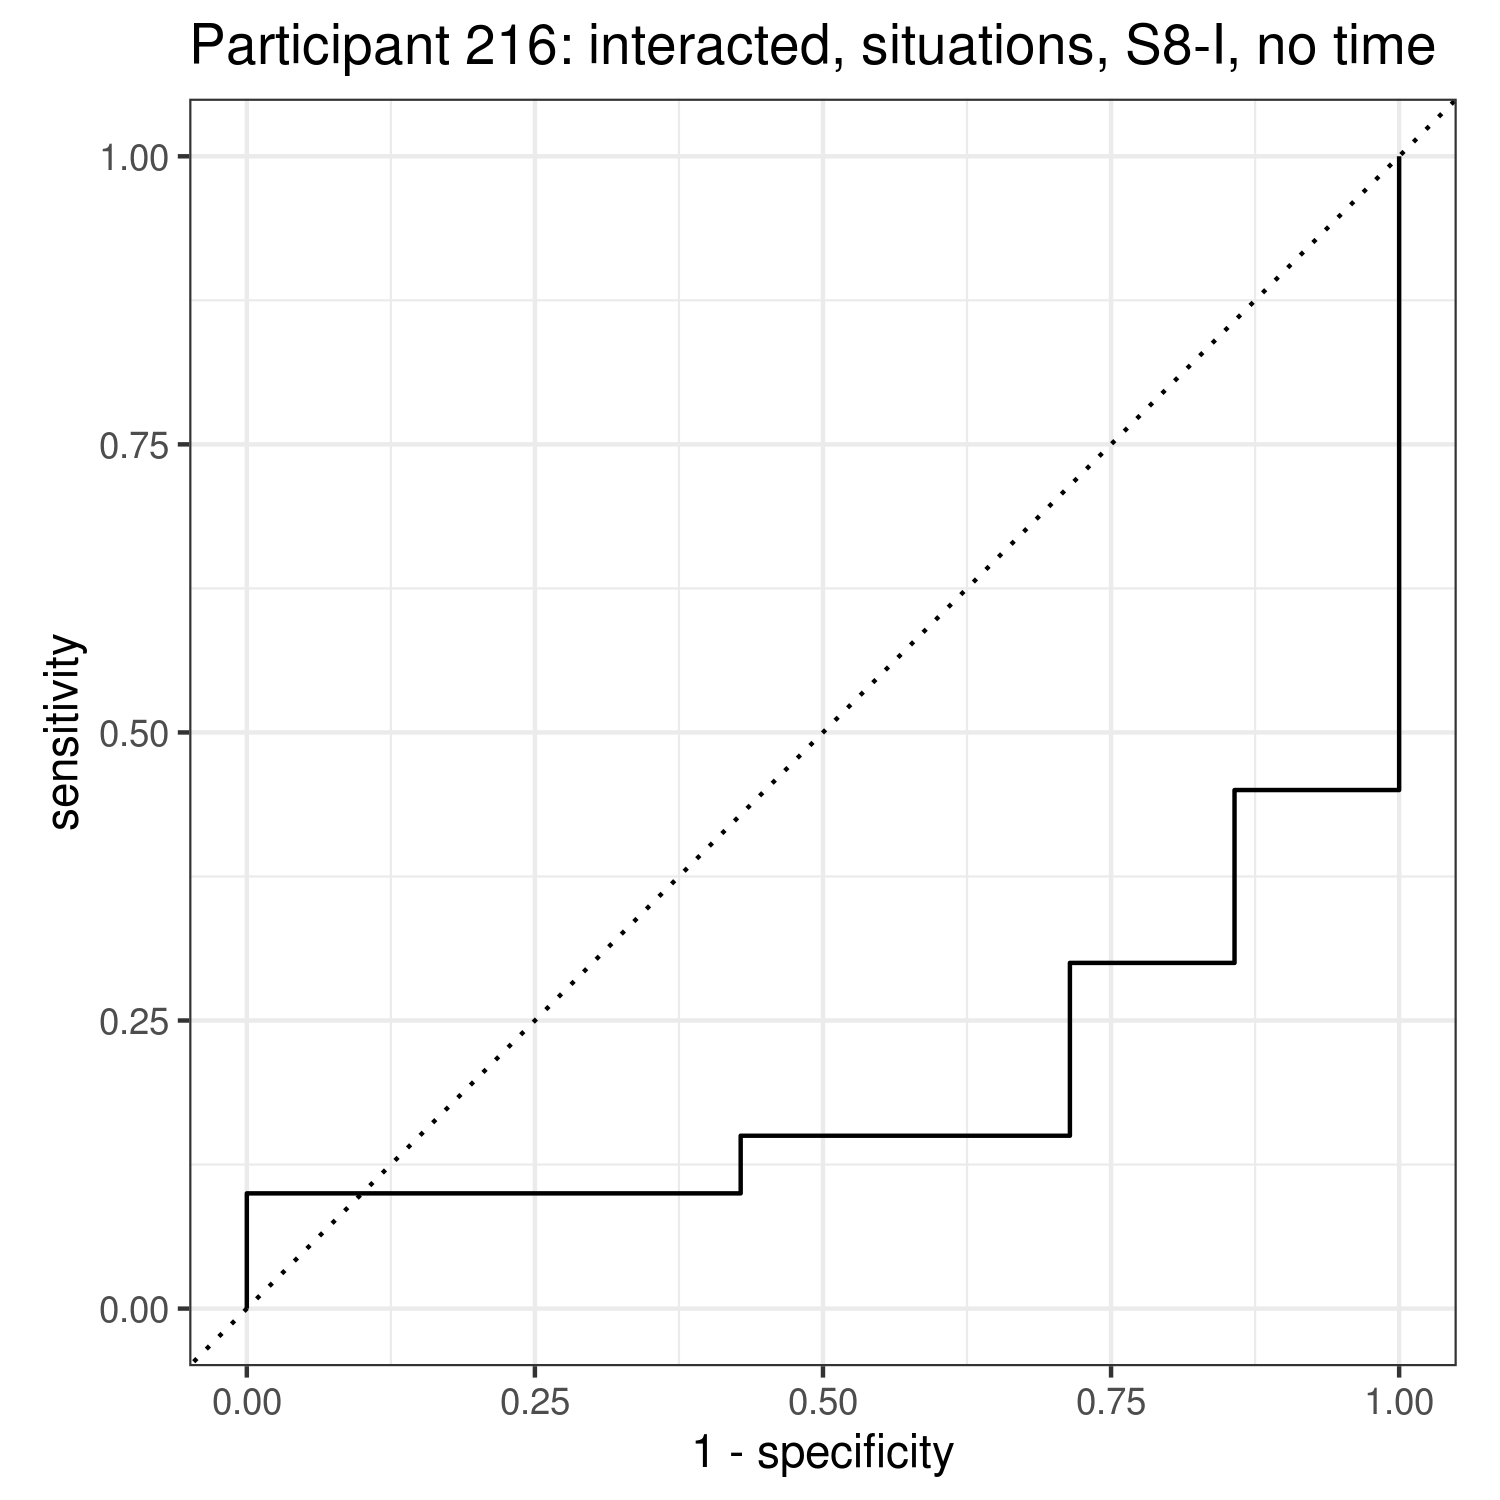 Participant 216: interacted, situations, S8-I, no time
1.00
0.75
0.50
0.25
0.00
sensitivity
0.00 0.25 0.50 0.75 1.00
1 - specificity